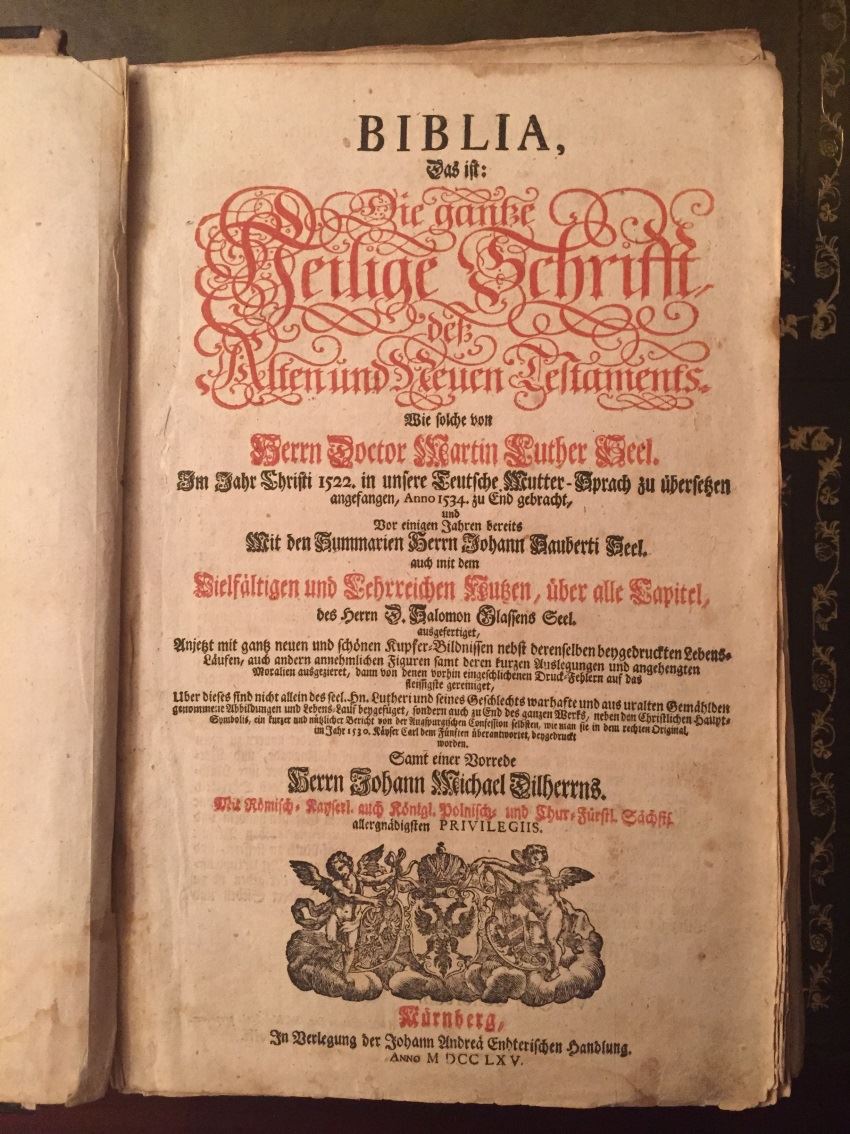 BIBLIA,
Das ist:
Die gantze
Heilige Schrifft,
deß
Alten und Neuen Testaments.
Wie solche von
Herrn Doctor Martin Luther Seel.
Im Jahr Christi 1522. in unsere Teutsche Mutter-Sprach zu übersetzen
angefangen, Anno 1534. zu End gebracht,
und
Vor einigen Jahren bereits
Mit den Summarien Herrn Johann Sauberti Seel.
auch mit dem
Vielfältigen und Lehrreichen Nutzen, über alle Capitel,
des Herrn D. Salomon Glassens Seel.
ausgefertiget,
Anjetzt mit gantz neuen und schönen Kupfer-Bildnissen nebst derenselben beygedruckten Lebens-
Läufen, auch andern annehmlichen Figuren samt deren kurzen Auslegungen und angehengten
Moralien ausgezieret, dann von denen vorhin eingeschlichenen Druck-Fehlern auf das
fleissigste gereiniget,
Uber dieses sind nicht allein des seel. Hn. Lutheri und seines Geschlechts warhafte und aus uralten Gemählden
genommene Abbildungen und Lebens-Lauf beygefüget, sondern auch zu End des ganzen Werks, neben den Christlichen Haupt-
Symbolis, ein kurzer und nützlicher Bericht von der Augspurgischen Confession selbsten, wie man sie in dem rechten Original,
im Jahr 1530. Käyser Carl dem Fünften überantwortet, beygedruckt
worden.
Samt einer Vorrede
Herrn Johann Michael Dilherrns.
Mit Römisch-Kayserl. auch Königl. Polnisch- und Chur-Fürstl. Sächsis.
allergnädigsten PRIVILEGIIS.
Nürnberg,
In Verlegung der Johann Andreä Endterischen Handlung.
ANNO M DCC LXV.